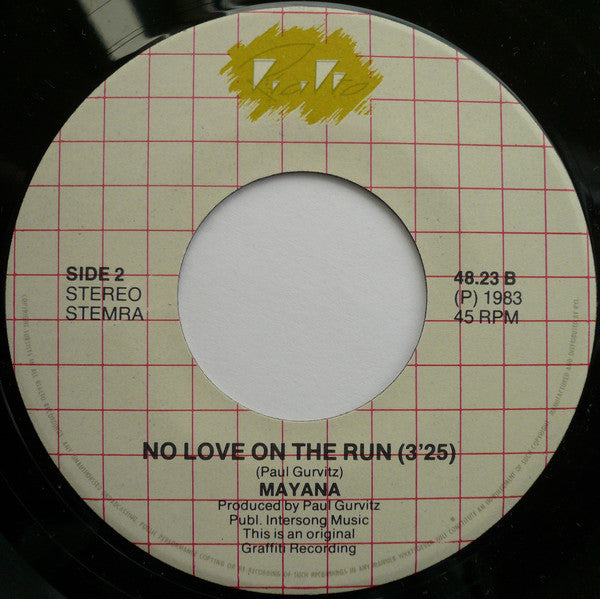 Rialto
SIDE 2
STEREO
STEMRA
48.23 B
(P) 1983
45 RPM
NO LOVE ON THE RUN (3'25)
(Paul Gurvitz)
MAYANA
Produced by Paul Gurvitz
Publ. Intersong Music
This is an original
Graffiti Recording